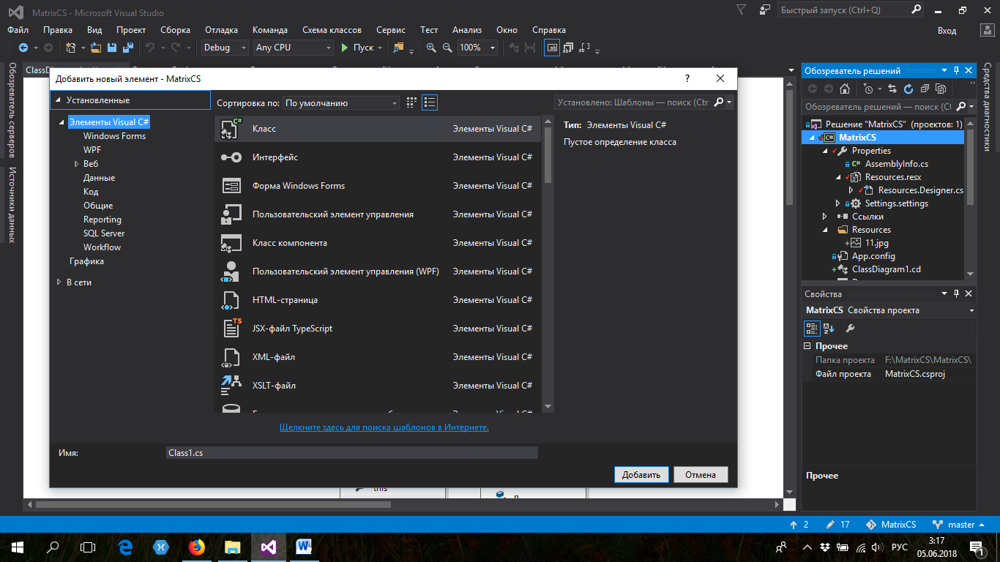 MatrixCS - Microsoft Visual Studio
Быстрый запуск (Ctrl+Q)
Файл Правка Вид Проект Сборка Отладка Команда Схема классов Сервис Тест Анализ Окно Справка
Вход
Debug Any CPU Пуск 100%
Обозреватель серверов
Источники данных
Добавить новый элемент - MatrixCS
?
Установленные
Элементы Visual C#
Windows Forms
WPF
Веб
Данные
Код
Общие
Reporting
SQL Server
Workflow
Графика
В сети
Сортировка по: По умолчанию
Установлено: Шаблоны — поиск (Ctr
Класс Элементы Visual C#
Интерфейс Элементы Visual C#
Форма Windows Forms Элементы Visual C#
Пользовательский элемент управления Элементы Visual C#
Класс компонента Элементы Visual C#
Пользовательский элемент управления (WPF) Элементы Visual C#
HTML-страница Элементы Visual C#
JSX-файл TypeScript Элементы Visual C#
XML-файл Элементы Visual C#
XSLT-файл Элементы Visual C#
Тип: Элементы Visual C#
Пустое определение класса
Щелкните здесь для поиска шаблонов в Интернете.
Имя: Class1.cs
Добавить Отмена
this
n
Обозреватель решений
Обозреватель решений — поиск (Ct
Решение "MatrixCS" (проектов: 1)
MatrixCS
Properties
AssemblyInfo.cs
Resources.resx
Resources.Designer.cs
Settings.settings
Ссылки
Resources
11.jpg
App.config
ClassDiagram1.cd
Свойства
MatrixCS Свойства проекта
Прочее
Папка проекта F:\MatrixCS\MatrixCS\
Файл проекта MatrixCS.csproj
Прочее
Средства диагностики
2 17 MatrixCS master
РУС
3:17
05.06.2018
1